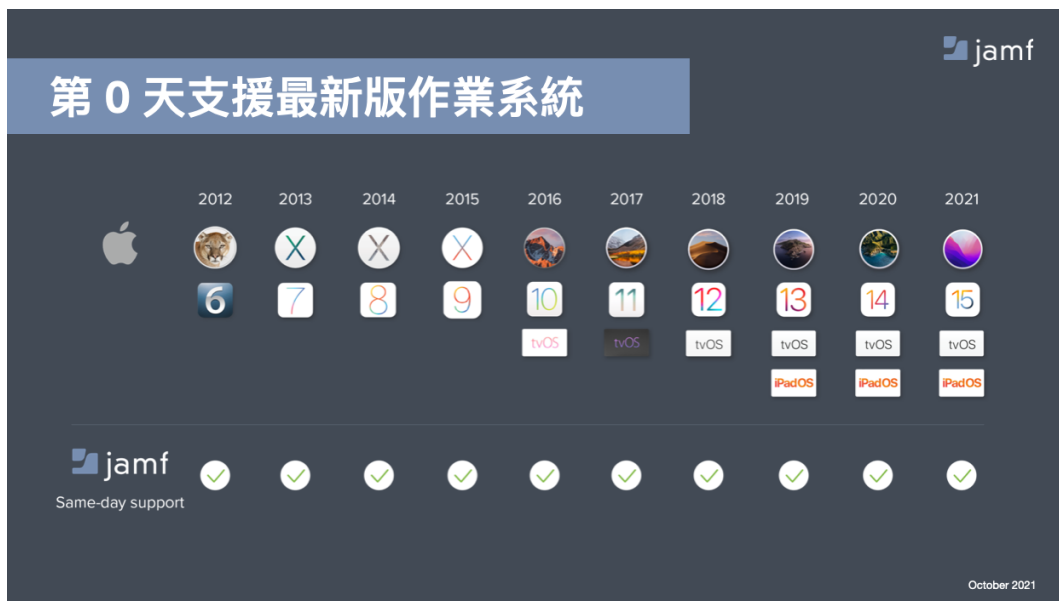 jamf
第 0 天支援最新版作業系統
2012 2013 2014 2015 2016 2017 2018 2019 2020 2021
X X X
6 7 8 9 10 11 12 13 14 15
tvOS tvOS tvOS tvOS tvOS tvOS
iPadOS iPadOS iPadOS
jamf
Same-day support
October 2021